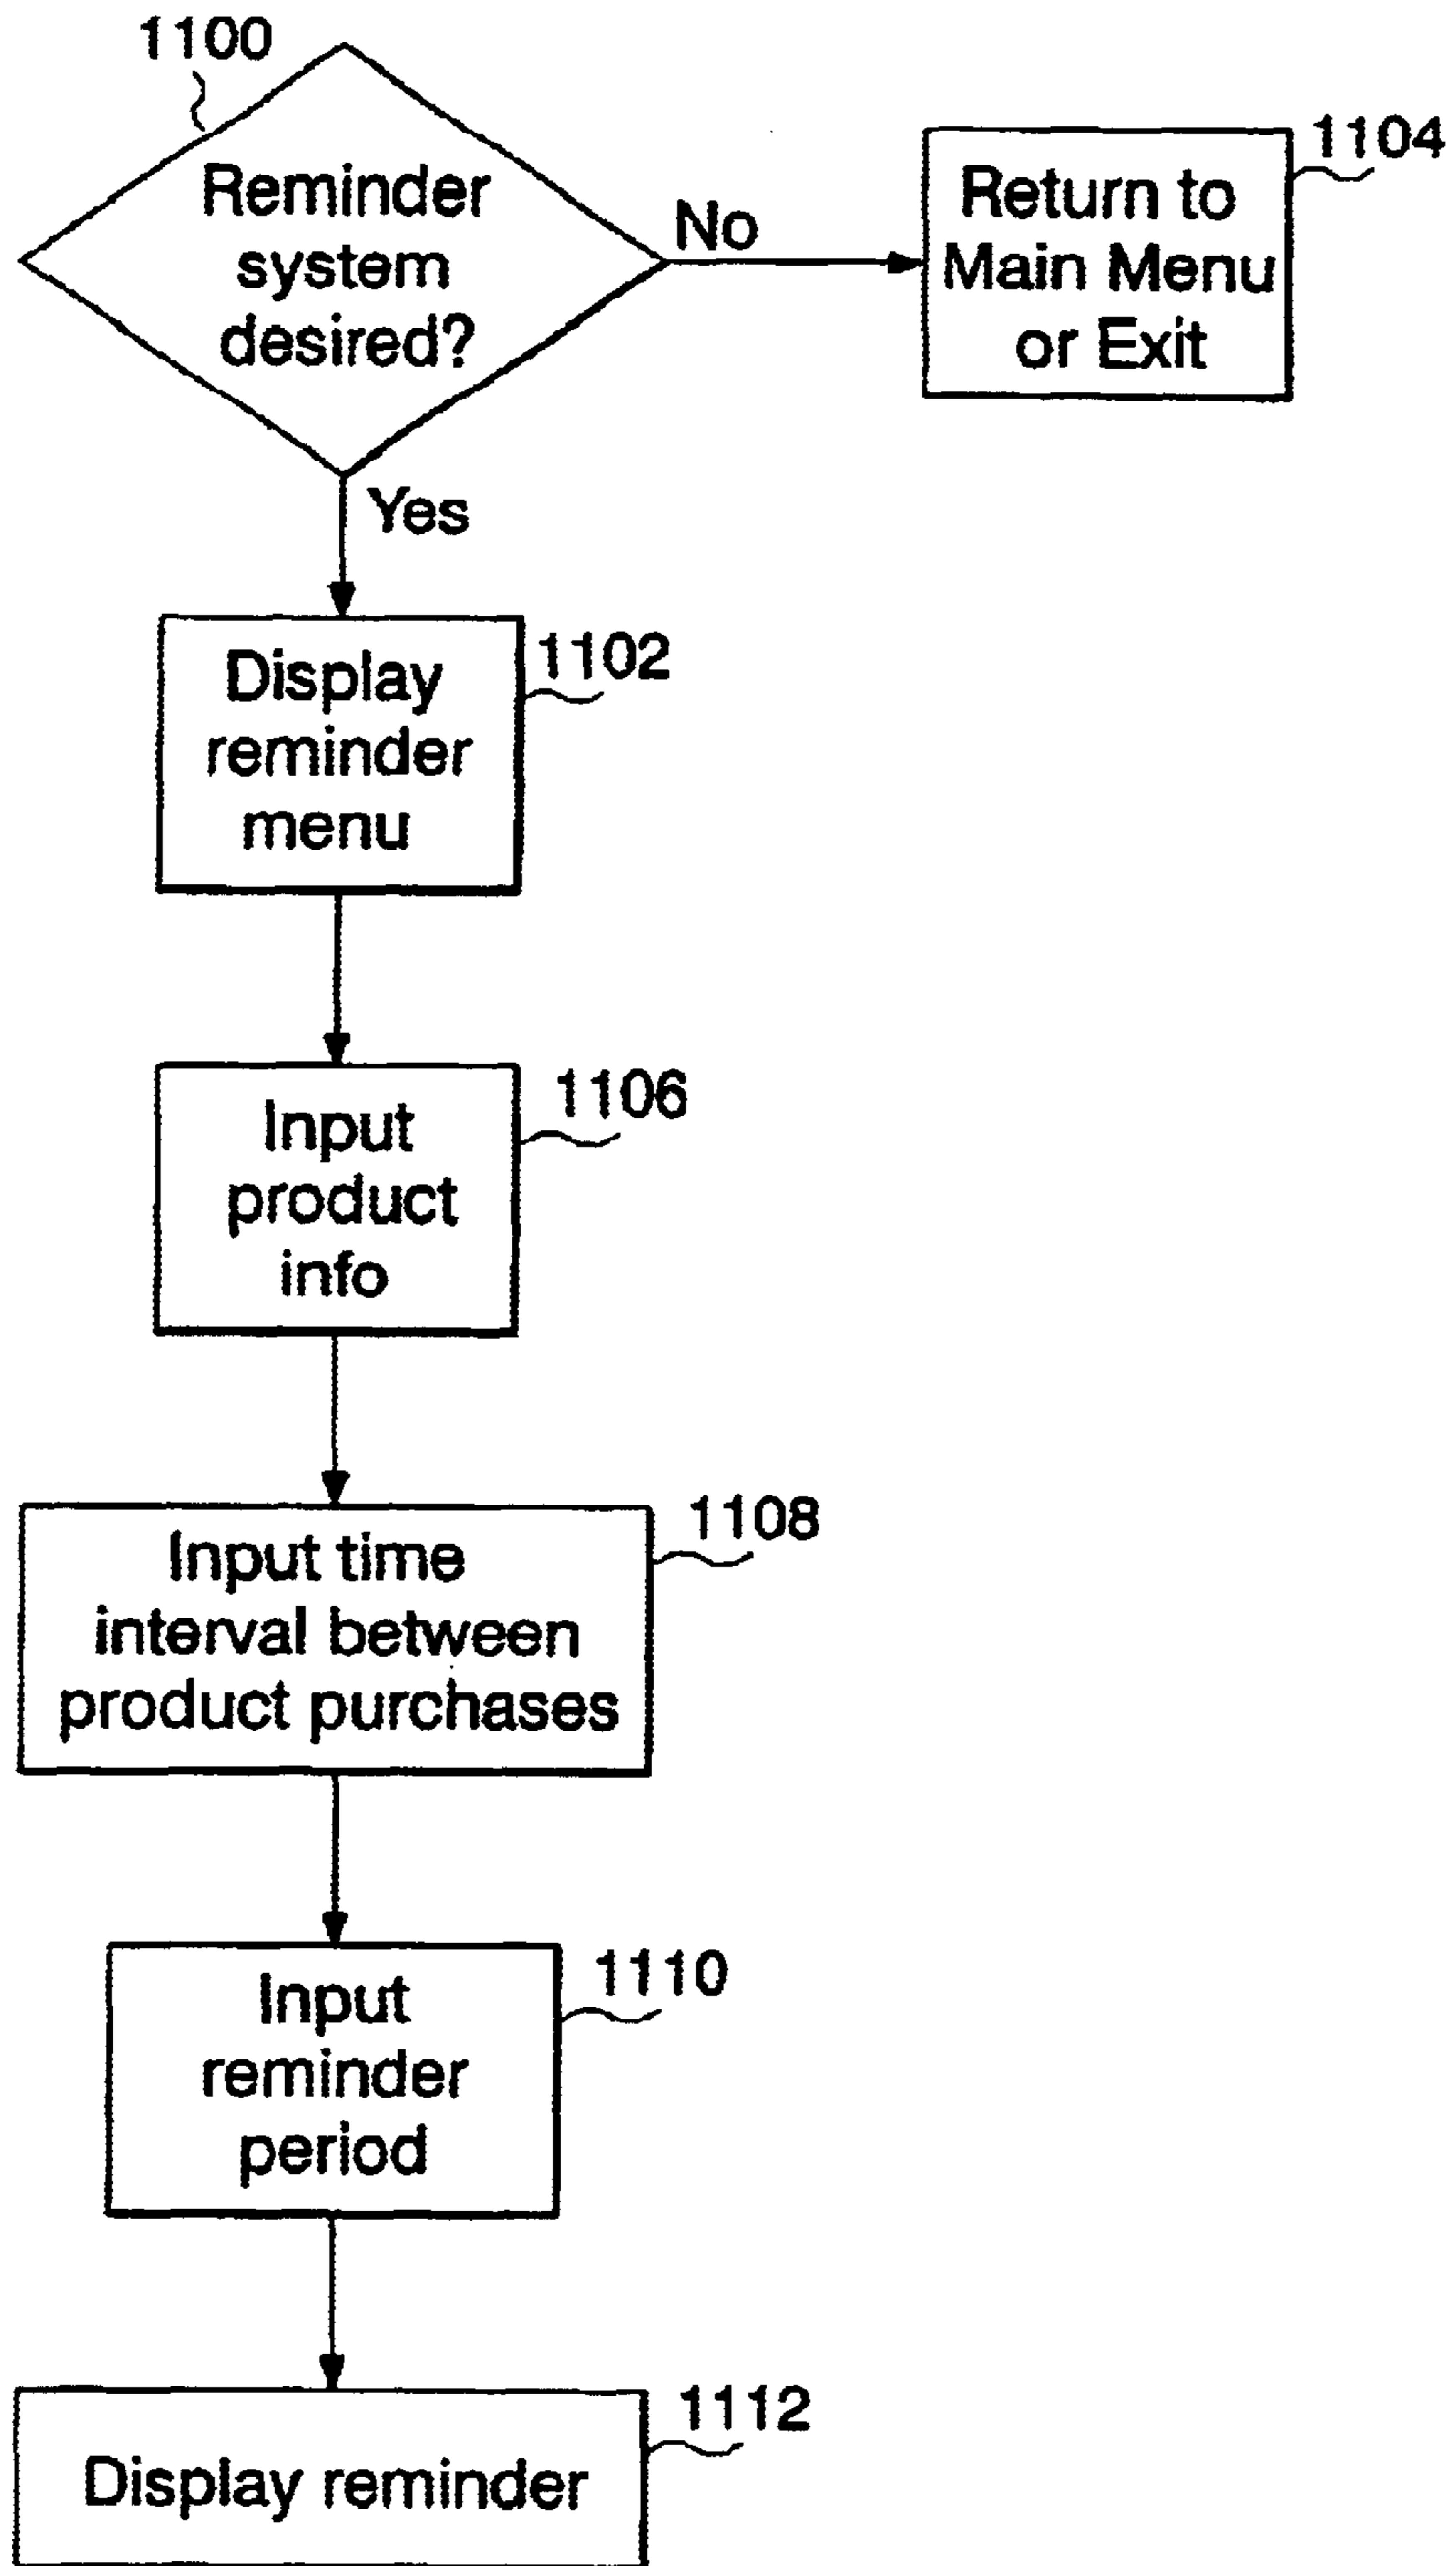 1100
Reminder
system
desired?
No
1104
Return to
Main Menu
or Exit
Yes
1102
Display
reminder
menu
1106
Input
product
info
1108
Input time
interval between
product purchases
1110
Input
reminder
period
1112
Display reminder